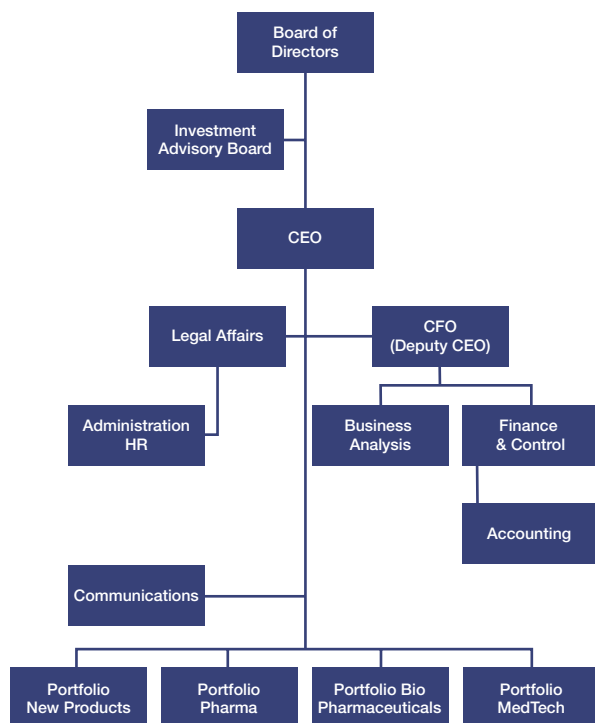 Board of
Directors
Investment
Advisory Board
CEO
Legal Affairs
CFO
(Deputy CEO)
Administration
HR
Business
Analysis
Finance
& Control
Accounting
Communications
Portfolio
New Products
Portfolio
Pharma
Portfolio Bio
Pharmaceuticals
Portfolio
MedTech